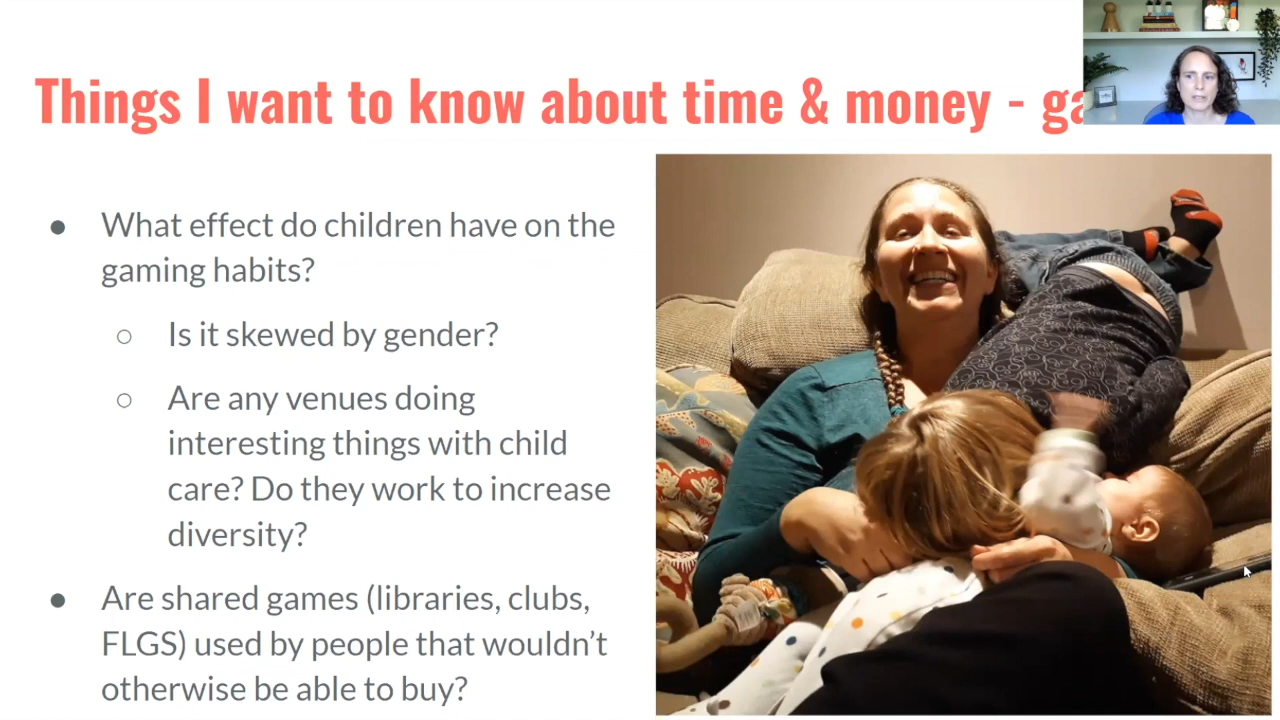 Things I want to know about time & money - ga
What effect do children have on the
gaming habits?
Is it skewed by gender?
Are any venues doing
interesting things with child
care? Do they work to increase
diversity?
Are shared games (libraries, clubs,
FLGS) used by people that wouldn't
otherwise be able to buy?